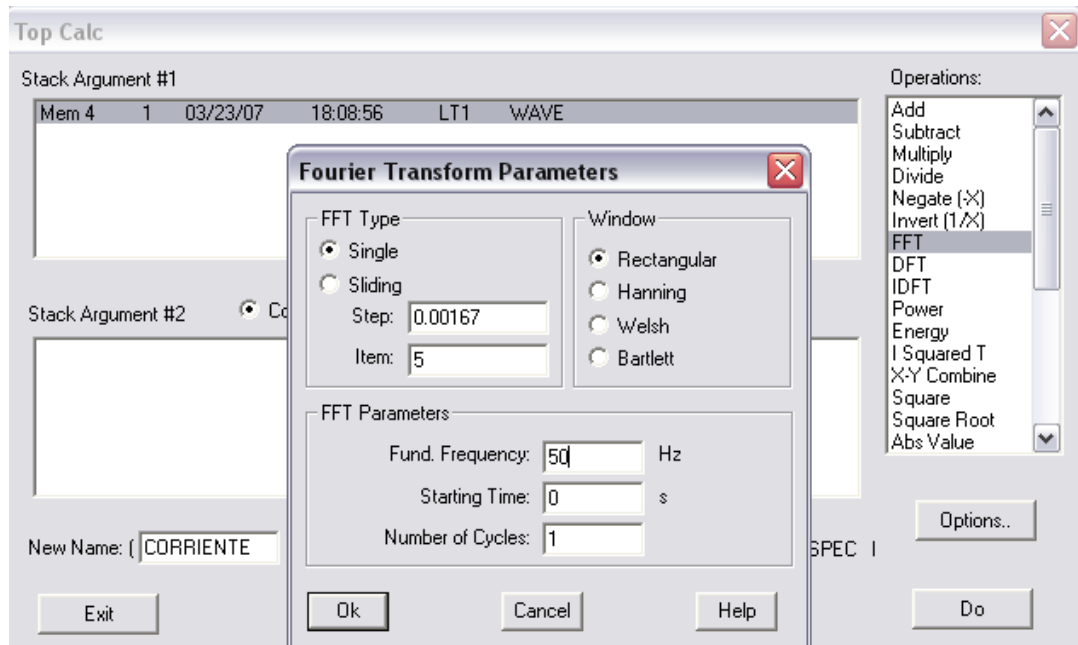 Top Calc
Stack Argument #1
Mem 4 1 03/23/07 18:08:56 LT1 WAVE
Stack Argument #2
New Name: ( CORRIENTE
SPEC
Exit
Operations:
Add
Subtract
Multiply
Divide
Negate (-X)
Invert (1/X)
FFT
DFT
IDFT
Power
Energy
I Squared T
X-Y Combine
Square
Square Root
Abs Value
Options..
Do
Fourier Transform Parameters
FFT Type
Single
Sliding
Step: 0.00167
Item: 5
Window
Rectangular
Hanning
Welsh
Bartlett
FFT Parameters
Fund. Frequency: 50 Hz
Starting Time: 0 s
Number of Cycles: 1
Ok
Cancel
Help